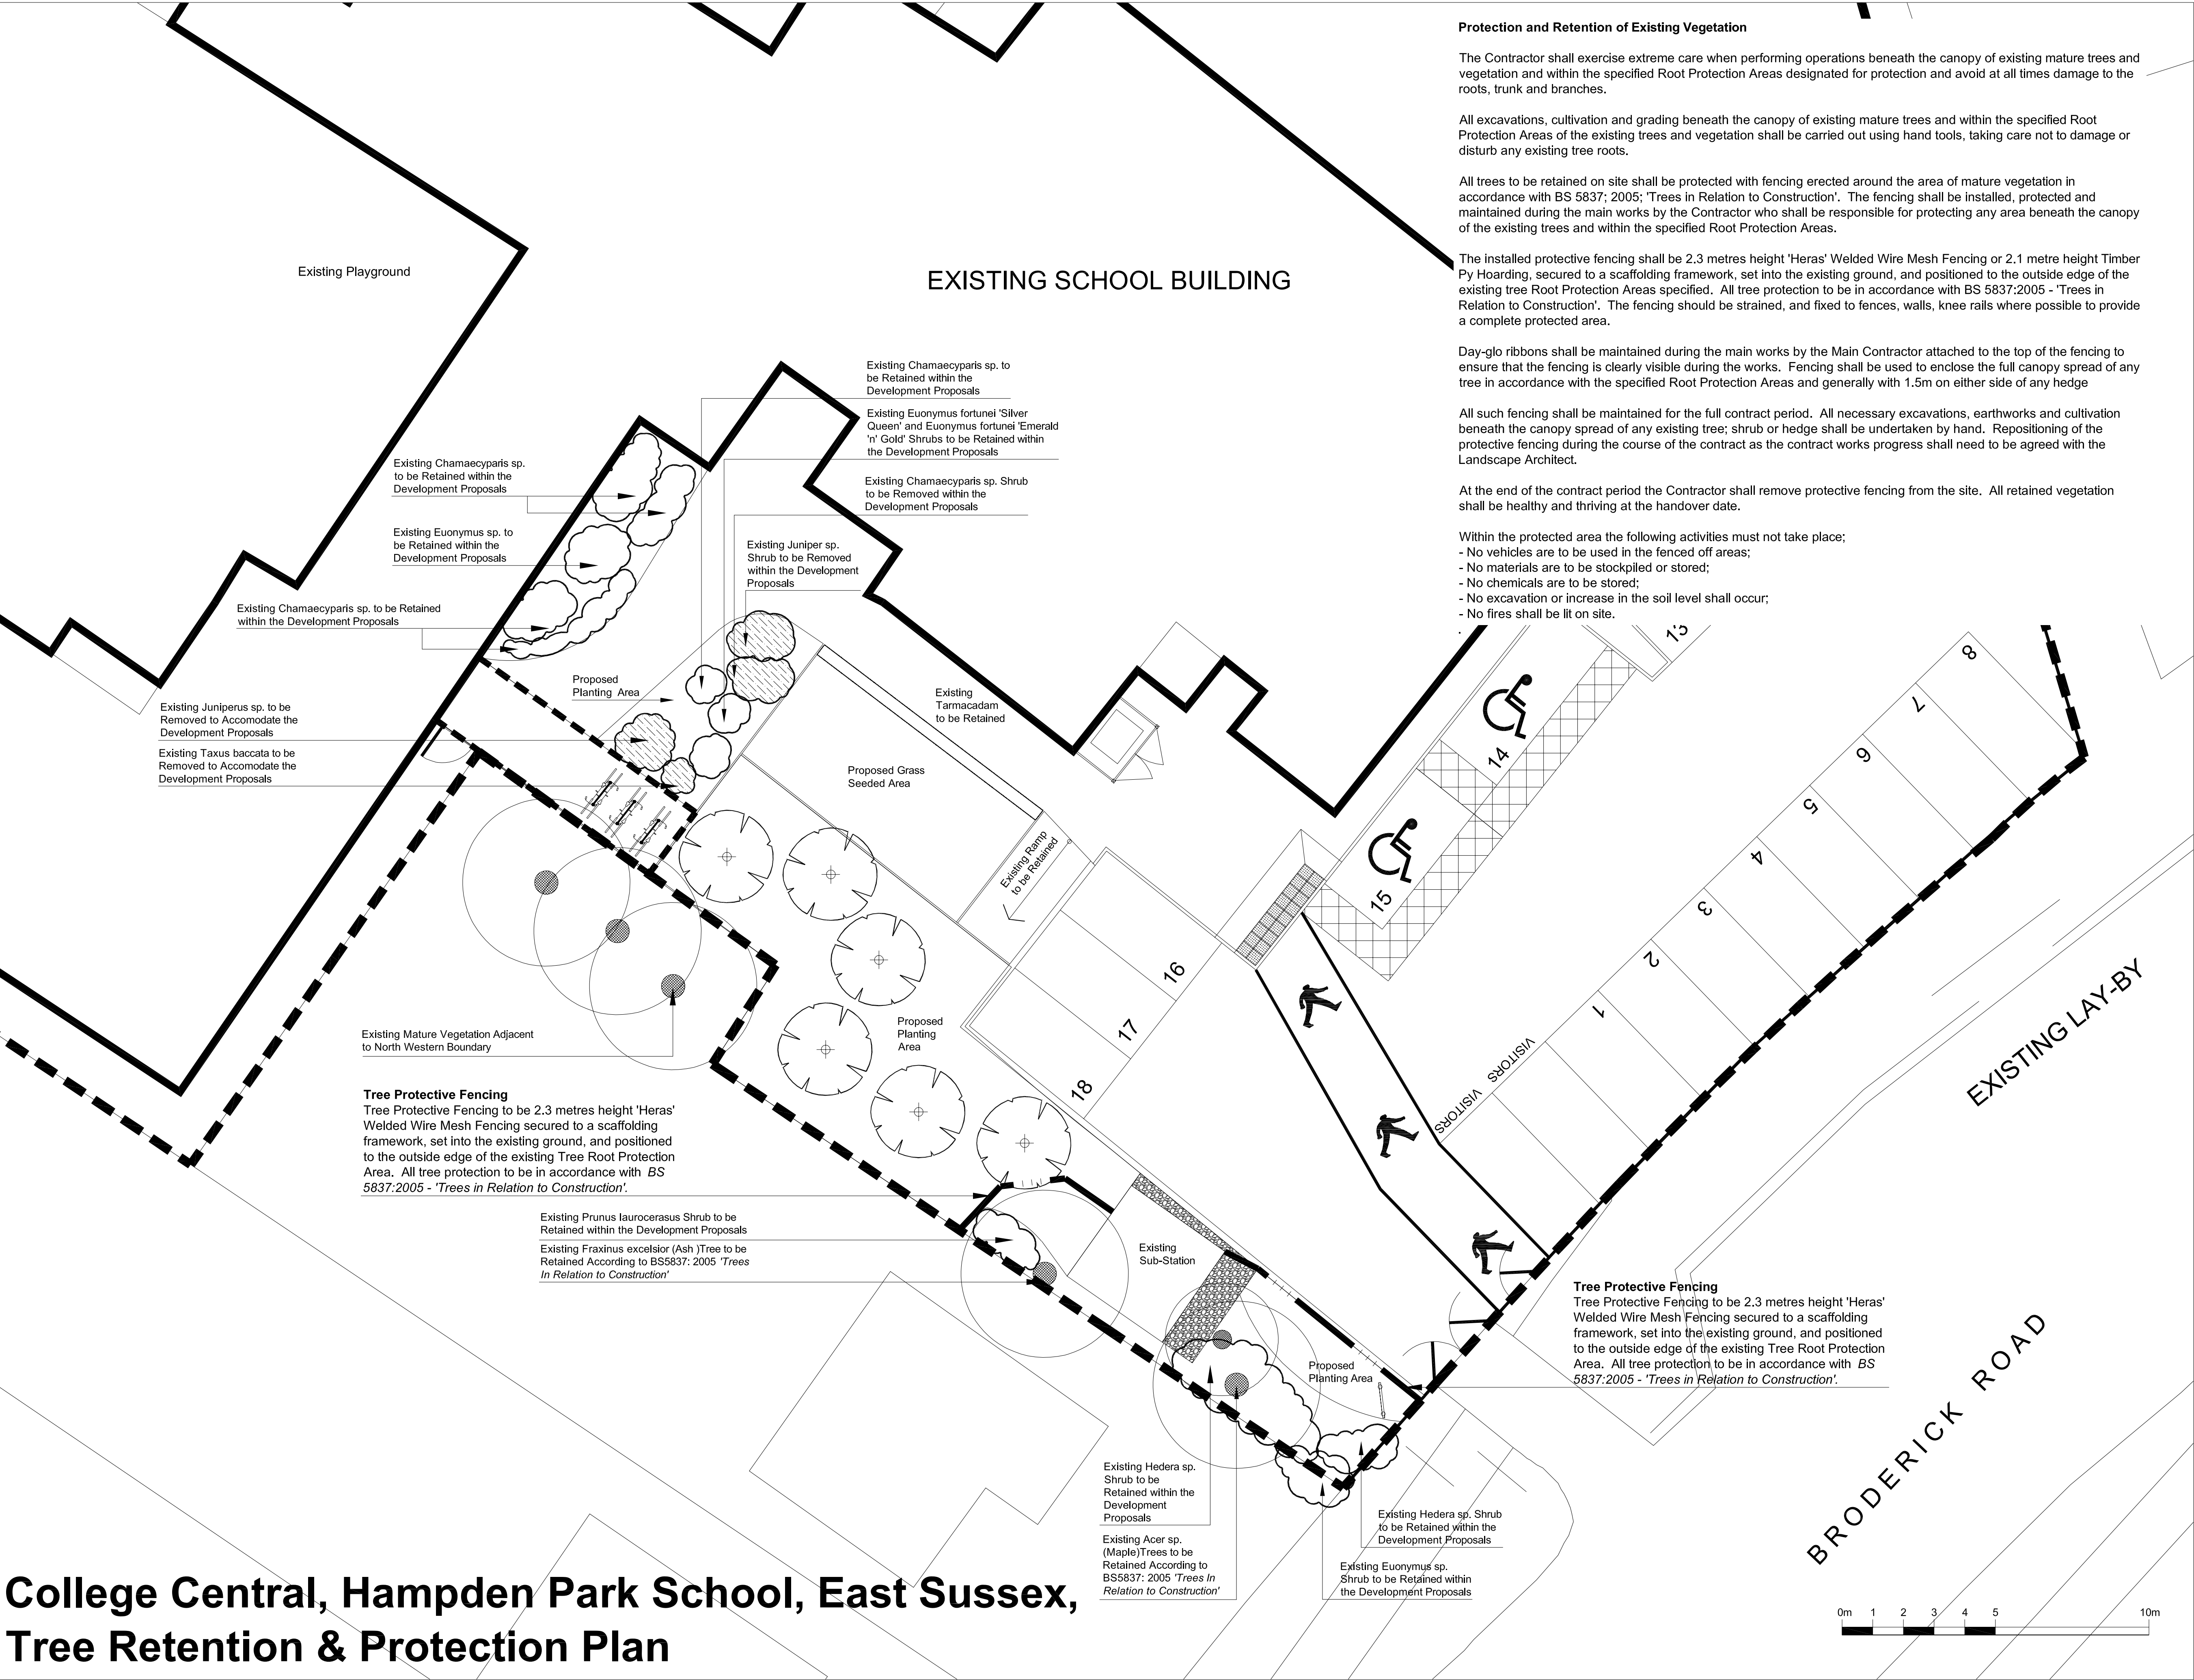 Protection and Retention of Existing Vegetation
The Contractor shall exercise extreme care when performing operations beneath the canopy of existing mature trees and
vegetation and within the specified Root Protection Areas designated for protection and avoid at all times damage to the
roots, trunk and branches.
All excavations, cultivation and grading beneath the canopy of existing mature trees and within the specified Root
Protection Areas of the existing trees and vegetation shall be carried out using hand tools, taking care not to damage or
disturb any existing tree roots.
All trees to be retained on site shall be protected with fencing erected around the area of mature vegetation in
accordance with BS 5837; 2005; 'Trees in Relation to Construction'.  The fencing shall be installed, protected and
maintained during the main works by the Contractor who shall be responsible for protecting any area beneath the canopy
of the existing trees and within the specified Root Protection Areas.
The installed protective fencing shall be 2.3 metres height 'Heras' Welded Wire Mesh Fencing or 2.1 metre height Timber
Py Hoarding, secured to a scaffolding framework, set into the existing ground, and positioned to the outside edge of the
existing tree Root Protection Areas specified.  All tree protection to be in accordance with BS 5837:2005 - 'Trees in
Relation to Construction'.  The fencing should be strained, and fixed to fences, walls, knee rails where possible to provide
a complete protected area.
Day-glo ribbons shall be maintained during the main works by the Main Contractor attached to the top of the fencing to
ensure that the fencing is clearly visible during the works.  Fencing shall be used to enclose the full canopy spread of any
tree in accordance with the specified Root Protection Areas and generally with 1.5m on either side of any hedge
All such fencing shall be maintained for the full contract period.  All necessary excavations, earthworks and cultivation
beneath the canopy spread of any existing tree; shrub or hedge shall be undertaken by hand.  Repositioning of the
protective fencing during the course of the contract as the contract works progress shall need to be agreed with the
Landscape Architect.
At the end of the contract period the Contractor shall remove protective fencing from the site.  All retained vegetation
shall be healthy and thriving at the handover date.
Within the protected area the following activities must not take place;
- No vehicles are to be used in the fenced off areas;
- No materials are to be stockpiled or stored;
- No chemicals are to be stored;
- No excavation or increase in the soil level shall occur;
- No fires shall be lit on site.
.
Existing Playground
EXISTING SCHOOL BUILDING
Existing Chamaecyparis sp. to
be Retained within the
Development Proposals
Existing Euonymus fortunei 'Silver
Queen' and Euonymus fortunei 'Emerald
'n' Gold' Shrubs to be Retained within
the Development Proposals
Existing Chamaecyparis sp. Shrub
to be Removed within the
Development Proposals
Existing Juniper sp.
Shrub to be Removed
within the Development
Proposals
Existing Chamaecyparis sp.
to be Retained within the
Development Proposals
Existing Euonymus sp. to
be Retained within the
Development Proposals
Existing Chamaecyparis sp. to be Retained
within the Development Proposals
Existing Juniperus sp. to be
Removed to Accomodate the
Development Proposals
Existing Taxus baccata to be
Removed to Accomodate the
Development Proposals
Proposed
Planting  Area
Existing
Tarmacadam
to be Retained
Proposed Grass
Seeded Area
Existing Ramp
to be Retained
13
14
15
16
17
18
8
7
6
5
4
3
2
1
VISITORS
VISITORS
EXISTING LAY-BY
BRODERICK ROAD
Proposed
Planting
Area
Existing Mature Vegetation Adjacent
to North Western Boundary
Tree Protective Fencing
Tree Protective Fencing to be 2.3 metres height 'Heras'
Welded Wire Mesh Fencing secured to a scaffolding
framework, set into the existing ground, and positioned
to the outside edge of the existing Tree Root Protection
Area.  All tree protection to be in accordance with  BS
5837:2005 - 'Trees in Relation to Construction'.
Existing Prunus laurocerasus Shrub to be
Retained within the Development Proposals
Existing Fraxinus excelsior (Ash )Tree to be
Retained According to BS5837: 2005 'Trees
In Relation to Construction'
Existing
Sub-Station
Proposed
Planting Area
Tree Protective Fencing
Tree Protective Fencing to be 2.3 metres height 'Heras'
Welded Wire Mesh Fencing secured to a scaffolding
framework, set into the existing ground, and positioned
to the outside edge of the existing Tree Root Protection
Area.  All tree protection to be in accordance with  BS
5837:2005 - 'Trees in Relation to Construction'.
Existing Hedera sp.
Shrub to be
Retained within the
Development
Proposals
Existing Acer sp.
(Maple)Trees to be
Retained According to
BS5837: 2005 'Trees In
Relation to Construction'
Existing Hedera sp. Shrub
to be Retained within the
Development Proposals
Existing Euonymus sp.
Shrub to be Retained within
the Development Proposals
College Central, Hampden Park School, East Sussex,
Tree Retention & Protection Plan
0m 1 2 3 4 5 10m